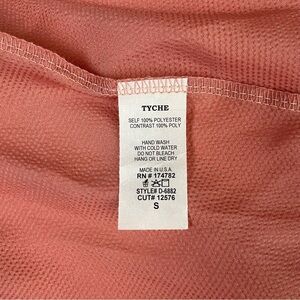 TYCHE
SELF 100% POLYESTER
CONTRAST 100% POLY
HAND WASH
WITH COLD WATER
DO NOT BLEACH
HANG OR LINE DRY
MADE IN U.S.A.
RN # 174782
STYLE# D-6882
CUT# 12576
S